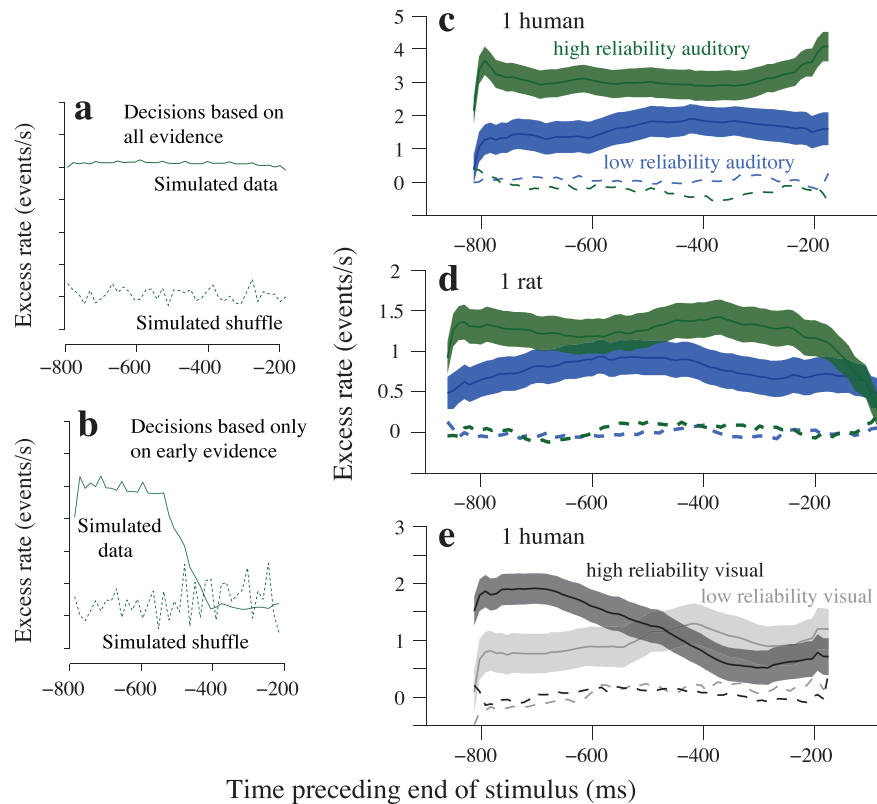 a
Decisions based on
all evidence
Simulated data
Simulated shuffle
Excess rate (events/s)
−800
−600
−400
−200
b
Decisions based only
on early evidence
Simulated
data
Simulated shuffle
Excess rate (events/s)
−800
−600
−400
−200
c
1 human
high reliability auditory
low reliability auditory
5
4
3
2
1
0
−800
−600
−400
−200
d
1 rat
2
1.5
1
0.5
0
Excess rate (events/s)
−800
−600
−400
−200
e
1 human
high reliability visual
low reliability visual
3
2
1
0
−800
−600
−400
−200
Time preceding end of stimulus (ms)